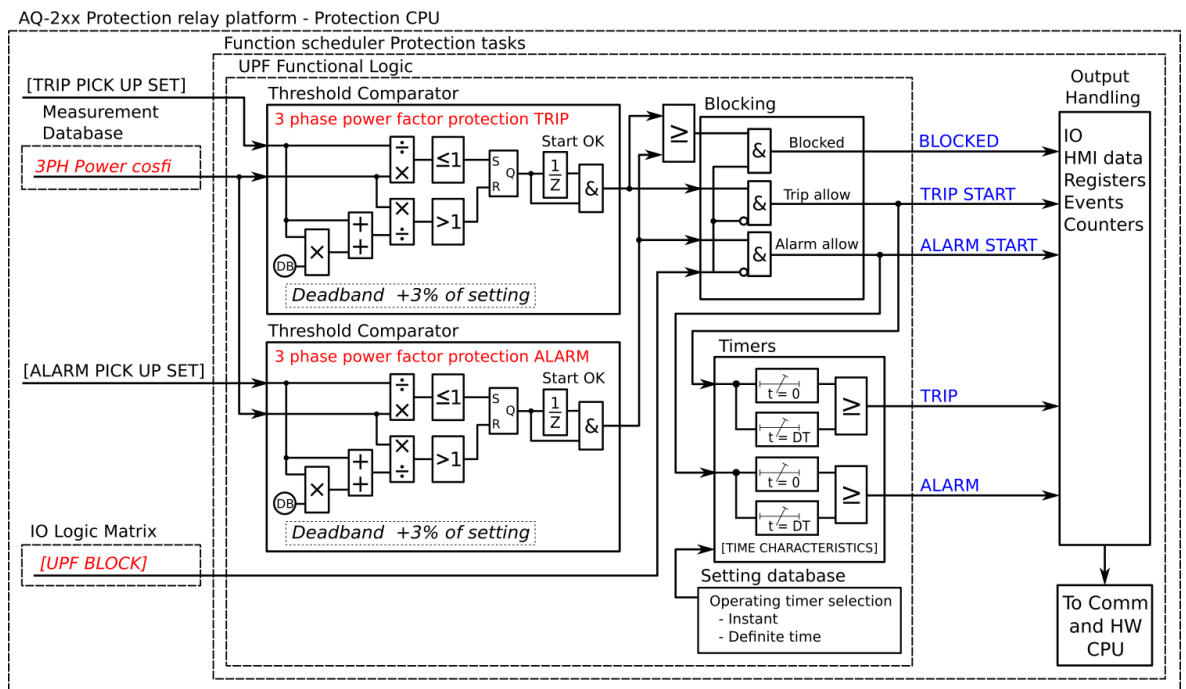 AQ-2xx Protection relay platform - Protection CPU
Function scheduler Protection tasks
UPF Functional Logic
[TRIP PICK UP SET]
Measurement
Database
3PH Power cosfi
Threshold Comparator
3 phase power factor protection TRIP
÷
×
≤1
S
R
Q
Start OK
1
Z
&
×
÷
>1
+
+
×
DB
Deadband +3% of setting
Threshold Comparator
3 phase power factor protection ALARM
[ALARM PICK UP SET]
÷
×
≤1
S
R
Q
Start OK
1
Z
&
×
÷
>1
+
+
×
DB
Deadband +3% of setting
IO Logic Matrix
[UPF BLOCK]
≥
Blocking
& Blocked
& Trip allow
& Alarm allow
BLOCKED
TRIP START
ALARM START
Timers
t = 0
t = DT
≥
TRIP
t = 0
t = DT
≥
ALARM
[TIME CHARACTERISTICS]
Setting database
Operating timer selection
- Instant
- Definite time
Output
Handling
IO
HMI data
Registers
Events
Counters
To Comm
and HW
CPU